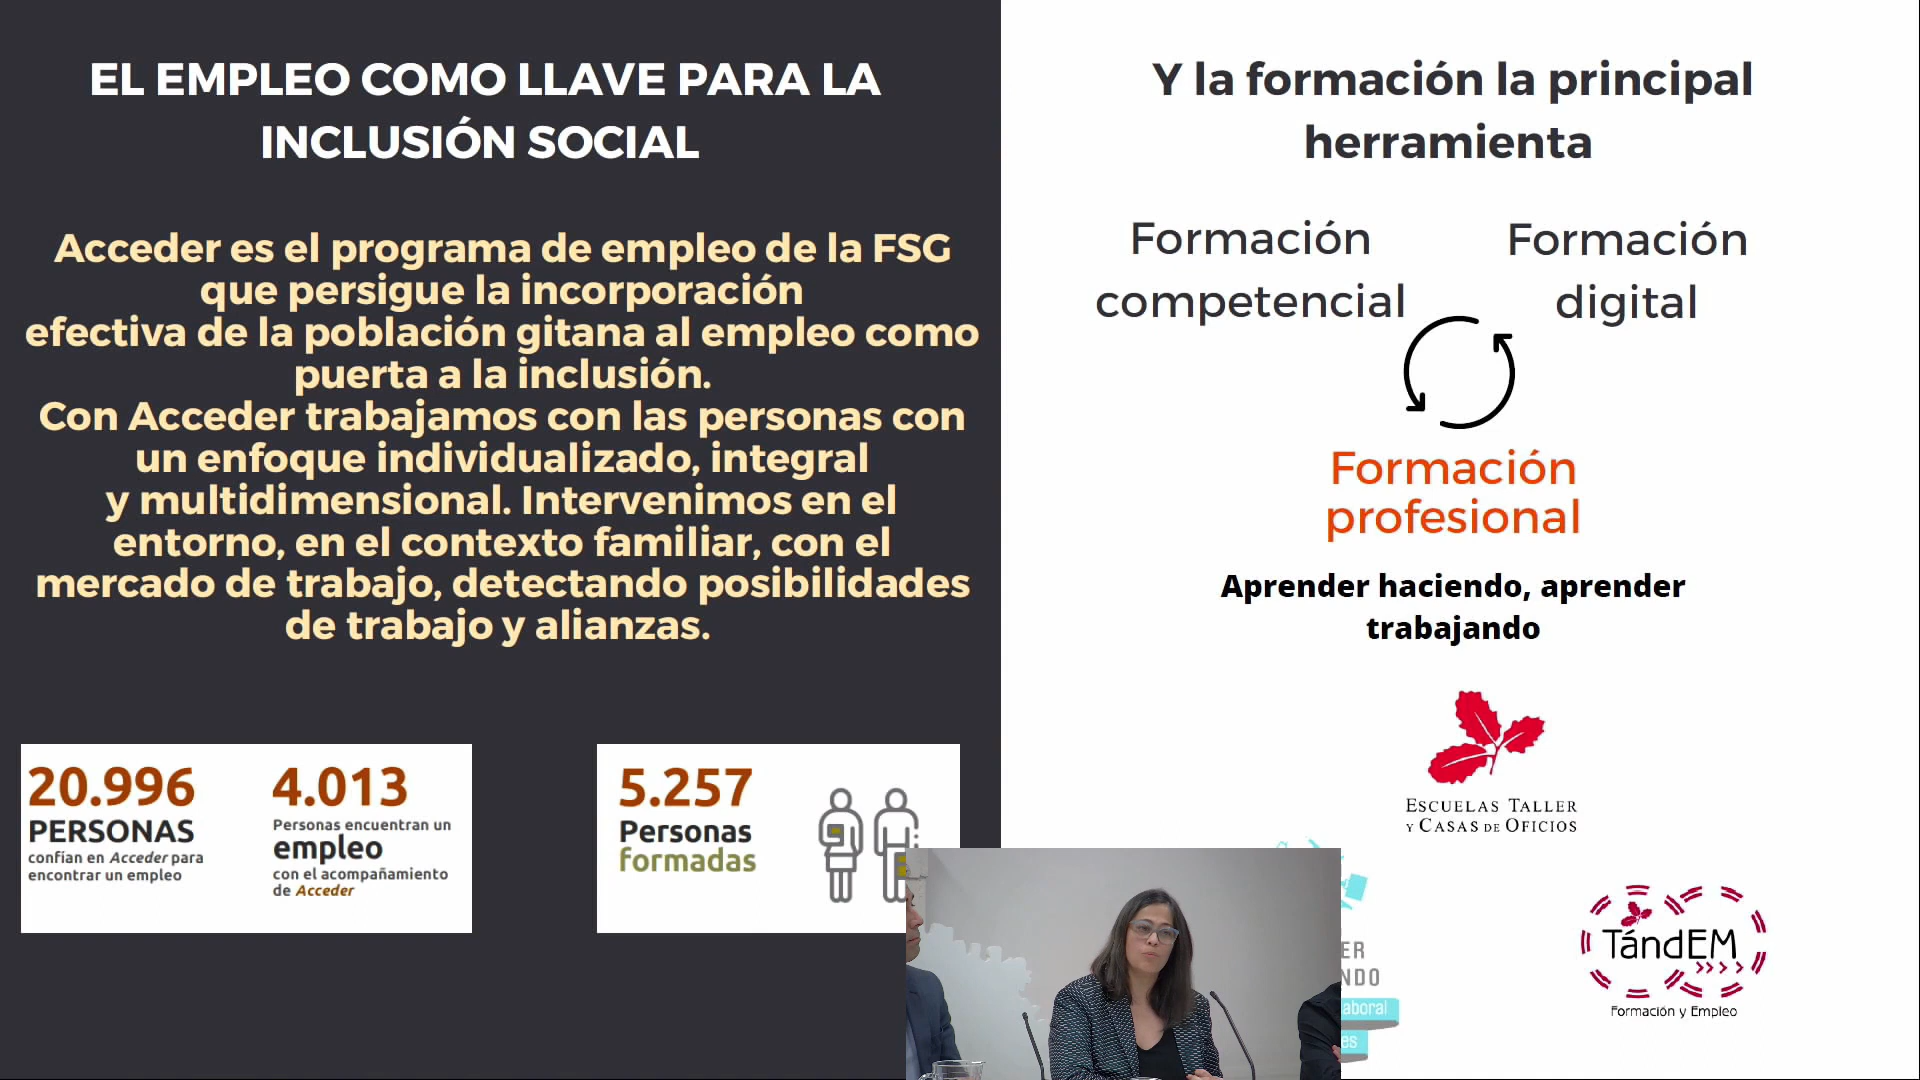 EL EMPLEO COMO LLAVE PARA LA
INCLUSIÓN SOCIAL
Acceder es el programa de empleo de la FSG
que persigue la incorporación
efectiva de la población gitana al empleo como
puerta a la inclusión.
Con Acceder trabajamos con las personas con
un enfoque individualizado, integral
y multidimensional. Intervenimos en el
entorno, en el contexto familiar, con el
mercado de trabajo, detectando posibilidades
de trabajo y alianzas.
20.996
PERSONAS
confían en Acceder para
encontrar un empleo
4.013
Personas encuentran un
empleo
con el acompañamiento
de Acceder
5.257
Personas
formadas
Y la formación la principal
herramienta
Formación
competencial
Formación
digital
Formación
profesional
Aprender haciendo, aprender
trabajando
ESCUELAS TALLER
Y CASAS DE OFICIOS
TándEM
Formación y Empleo